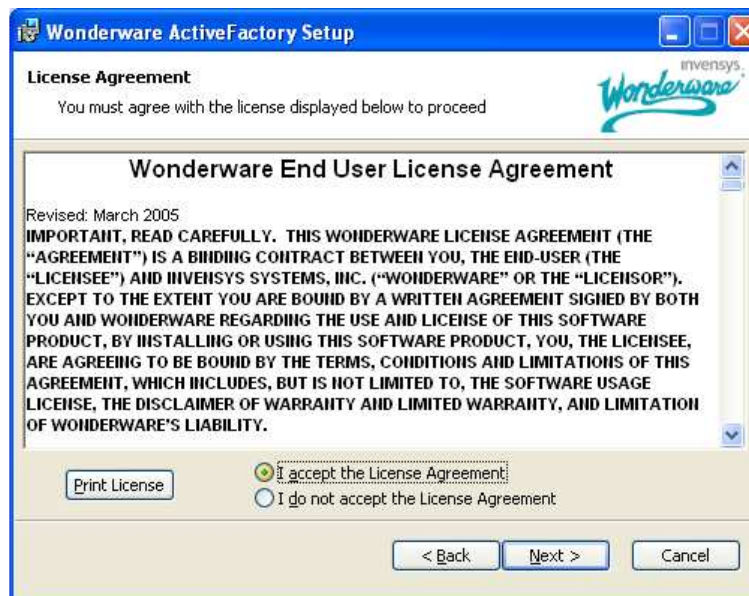 Wonderware ActiveFactory Setup
License Agreement
You must agree with the license displayed below to proceed
invensys
Wonderware
Wonderware End User License Agreement
Revised: March 2005
IMPORTANT, READ CAREFULLY. THIS WONDERWARE LICENSE AGREEMENT (THE
“AGREEMENT”) IS A BINDING CONTRACT BETWEEN YOU, THE END-USER (THE
“LICENSEE”) AND INVENSYS SYSTEMS, INC. (“WONDERWARE” OR THE “LICENSOR”).
EXCEPT TO THE EXTENT YOU ARE BOUND BY A WRITTEN AGREEMENT SIGNED BY BOTH
YOU AND WONDERWARE REGARDING THE USE AND LICENSE OF THIS SOFTWARE
PRODUCT, BY INSTALLING OR USING THIS SOFTWARE PRODUCT, YOU, THE LICENSEE,
ARE AGREEING TO BE BOUND BY THE TERMS, CONDITIONS AND LIMITATIONS OF THIS
AGREEMENT, WHICH INCLUDES, BUT IS NOT LIMITED TO, THE SOFTWARE USAGE
LICENSE, THE DISCLAIMER OF WARRANTY AND LIMITED WARRANTY, AND LIMITATION
OF WONDERWARE'S LIABILITY.
Print License
I accept the License Agreement
I do not accept the License Agreement
< Back
Next >
Cancel